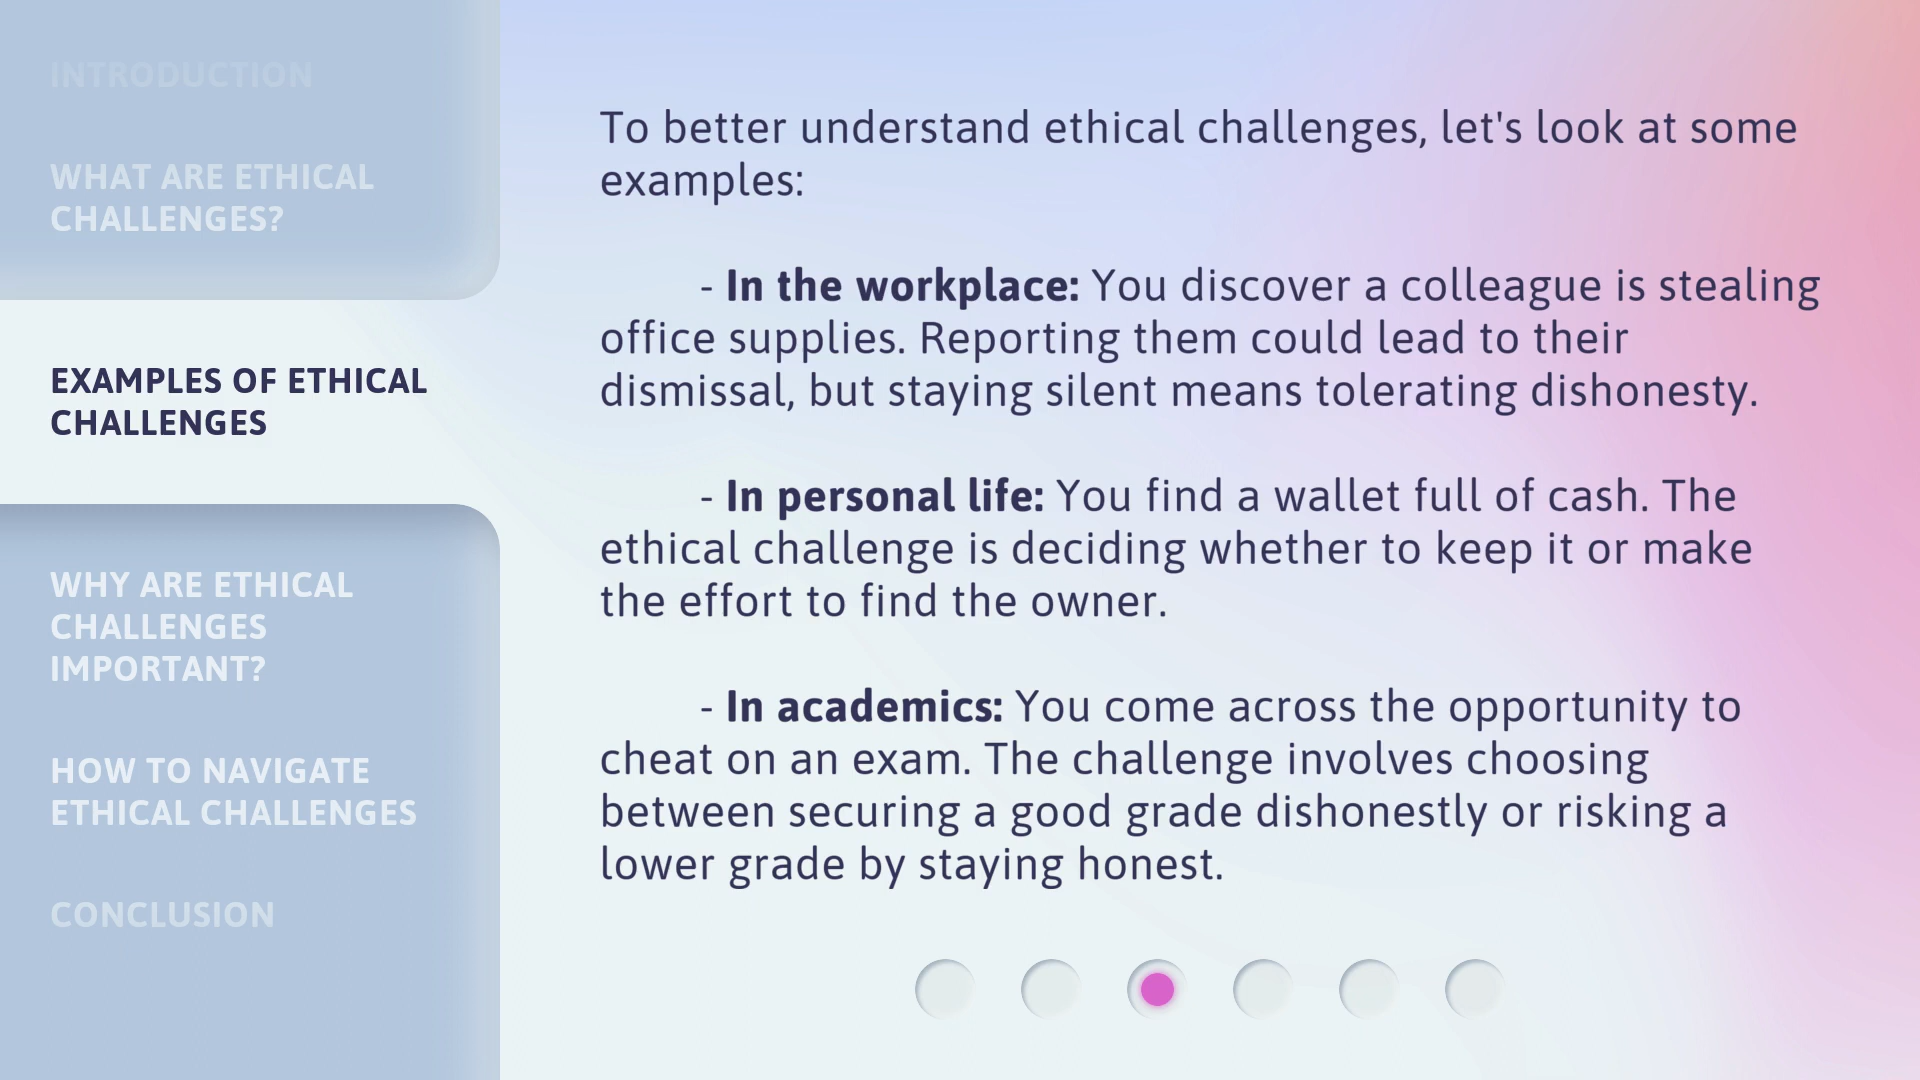 INTRODUCTION
WHAT ARE ETHICAL
CHALLENGES?
EXAMPLES OF ETHICAL
CHALLENGES
WHY ARE ETHICAL
CHALLENGES
IMPORTANT?
HOW TO NAVIGATE
ETHICAL CHALLENGES
CONCLUSION
To better understand ethical challenges, let's look at some
examples:
- In the workplace: You discover a colleague is stealing
office supplies. Reporting them could lead to their
dismissal, but staying silent means tolerating dishonesty.
- In personal life: You find a wallet full of cash. The
ethical challenge is deciding whether to keep it or make
the effort to find the owner.
- In academics: You come across the opportunity to
cheat on an exam. The challenge involves choosing
between securing a good grade dishonestly or risking a
lower grade by staying honest.